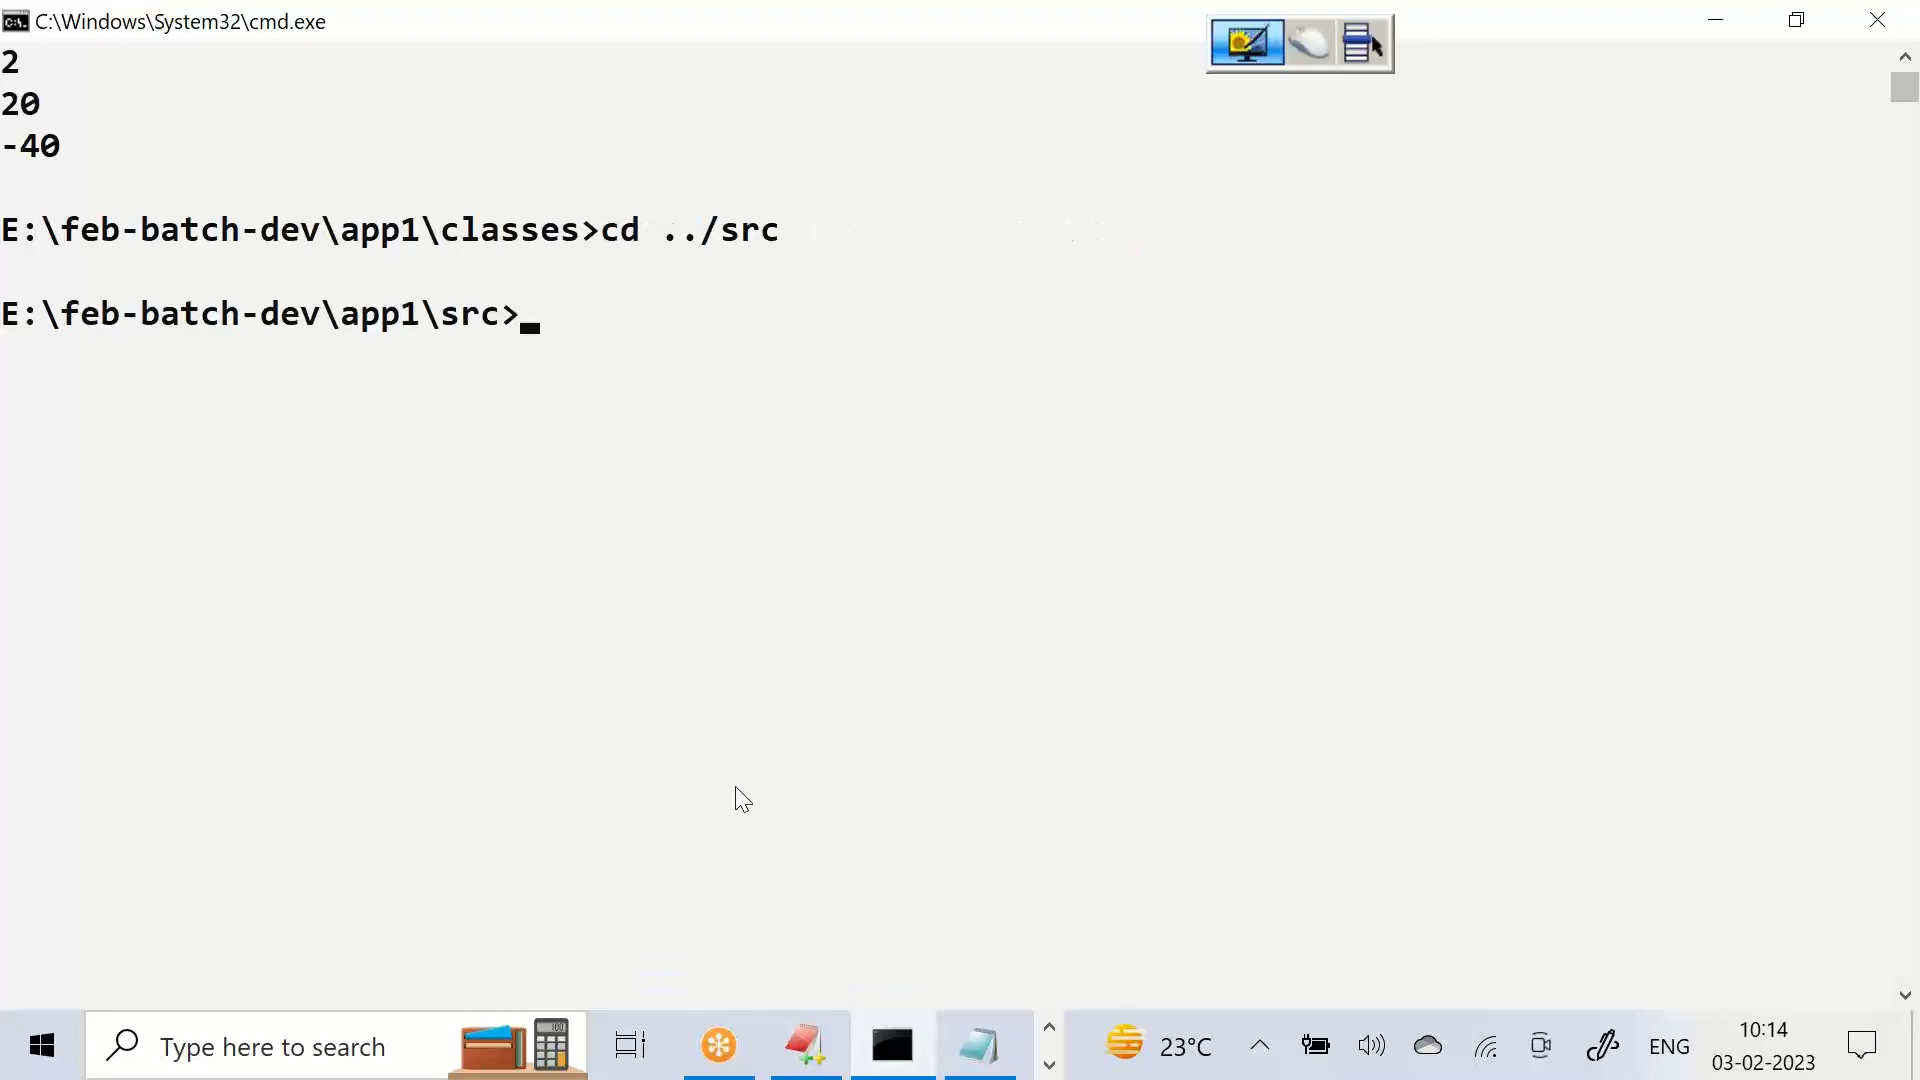 C:\Windows\System32\cmd.exe
2
20
-40
E:\feb-batch-dev\app1\classes>cd ../src
E:\feb-batch-dev\app1\src>
Type here to search
23°C
ENG
10:14
03-02-2023